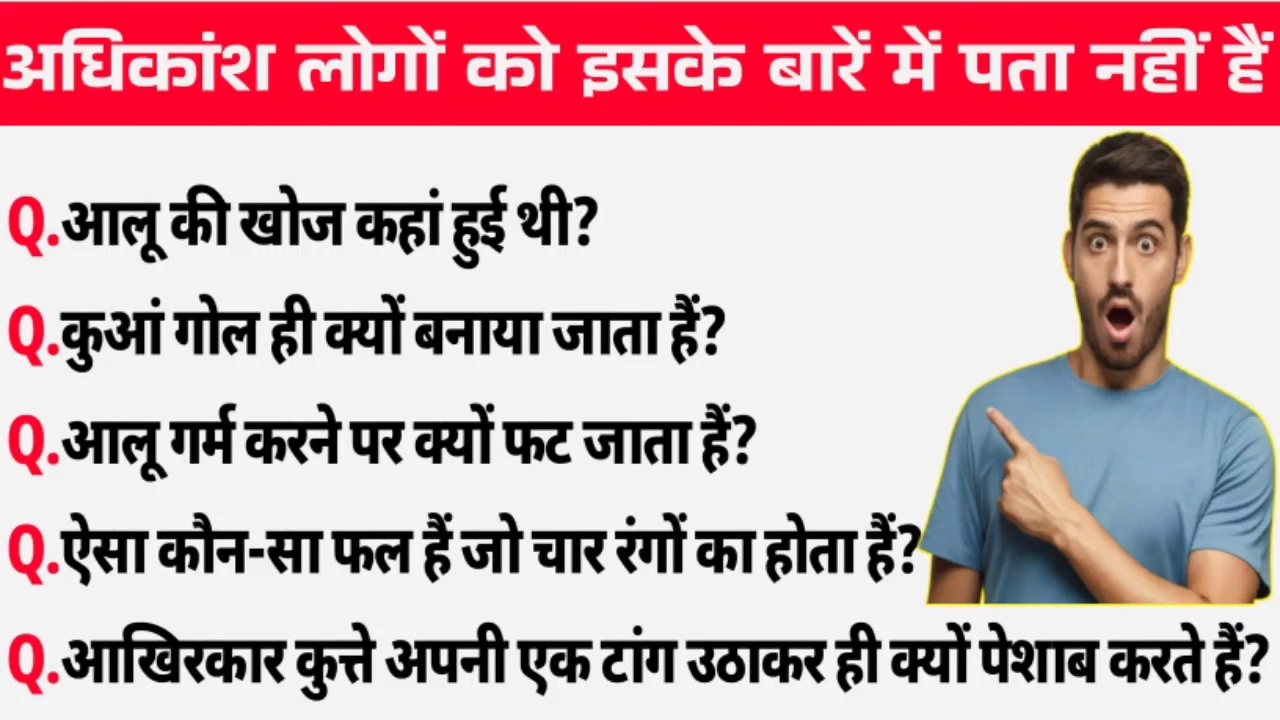 अधिकांश लोगों को इसके बारें में पता नहीं हैं
Q.आलू की खोज कहां हुई थी?
Q.कुआं गोल ही क्यों बनाया जाता हैं?
Q.आलू गर्म करने पर क्यों फट जाता हैं?
Q.ऐसा कौन-सा फल हैं जो चार रंगों का होता हैं?
Q.आखिरकार कुत्ते अपनी एक टांग उठाकर ही क्यों पेशाब करते हैं?